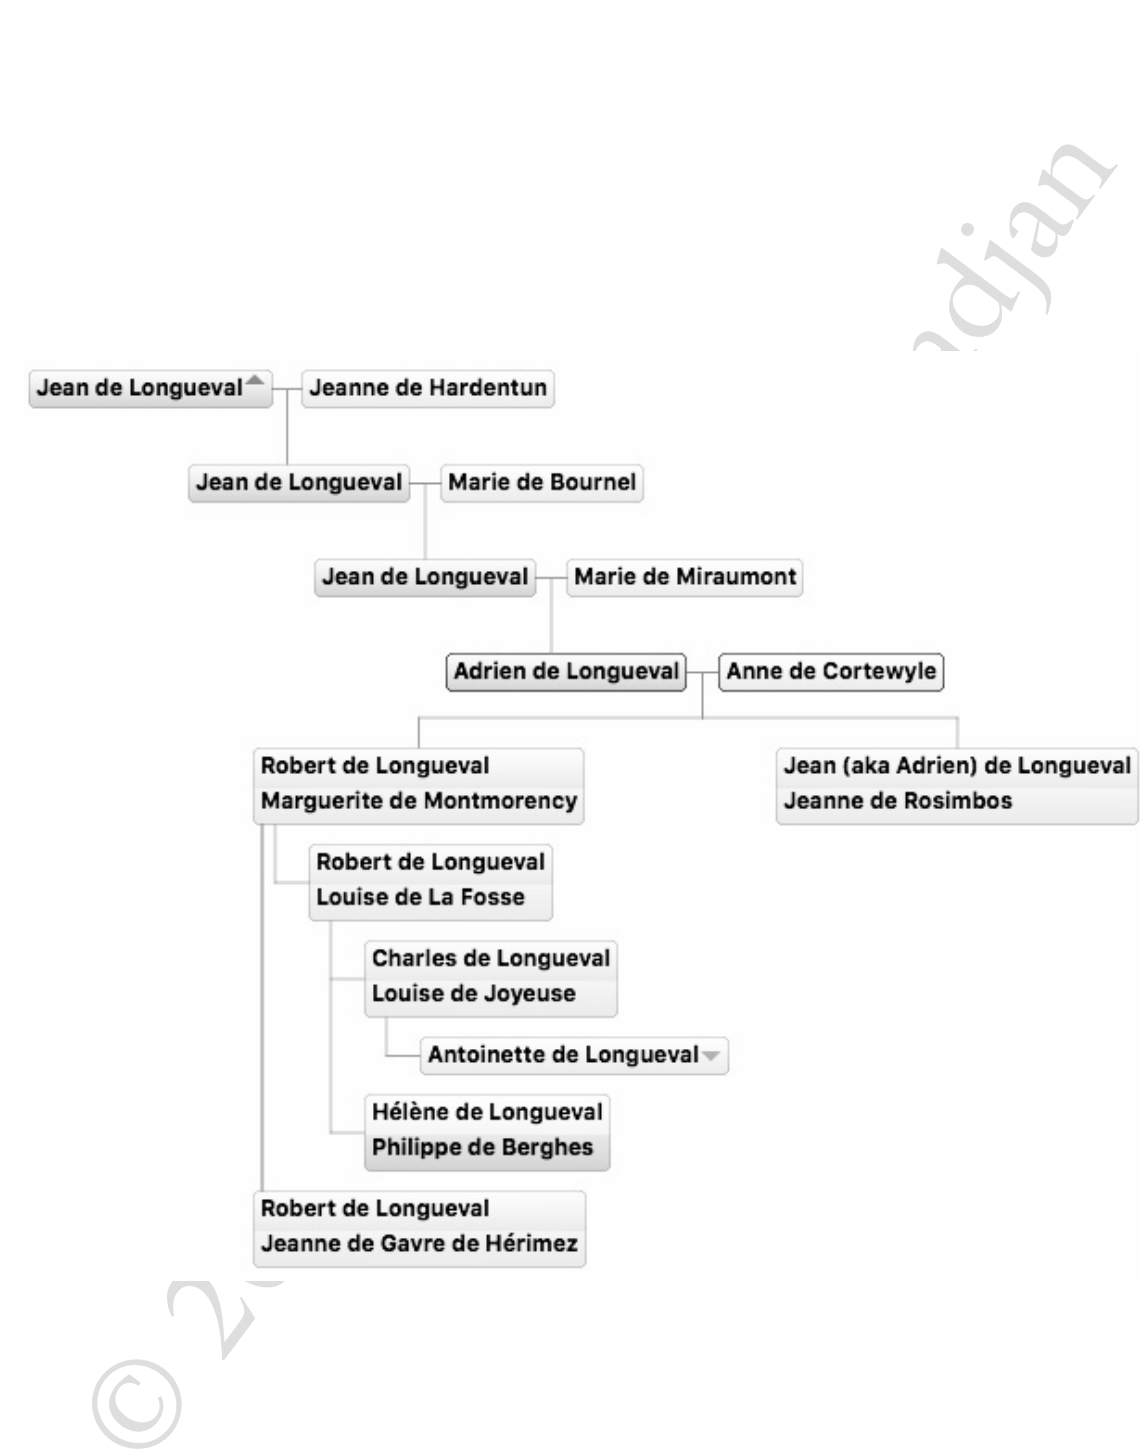 Jean de Longueval
Jeanne de Hardentun
Jean de Longueval
Marie de Bournel
Jean de Longueval
Marie de Miraumont
Adrien de Longueval
Anne de Cortewyle
Robert de Longueval
Marguerite de Montmorency
Jean (aka Adrien) de Longueval
Jeanne de Rosimbos
Robert de Longueval
Louise de La Fosse
Charles de Longueval
Louise de Joyeuse
Antoinette de Longueval
Hélène de Longueval
Philippe de Berghes
Robert de Longueval
Jeanne de Gavre de Hérimez
©